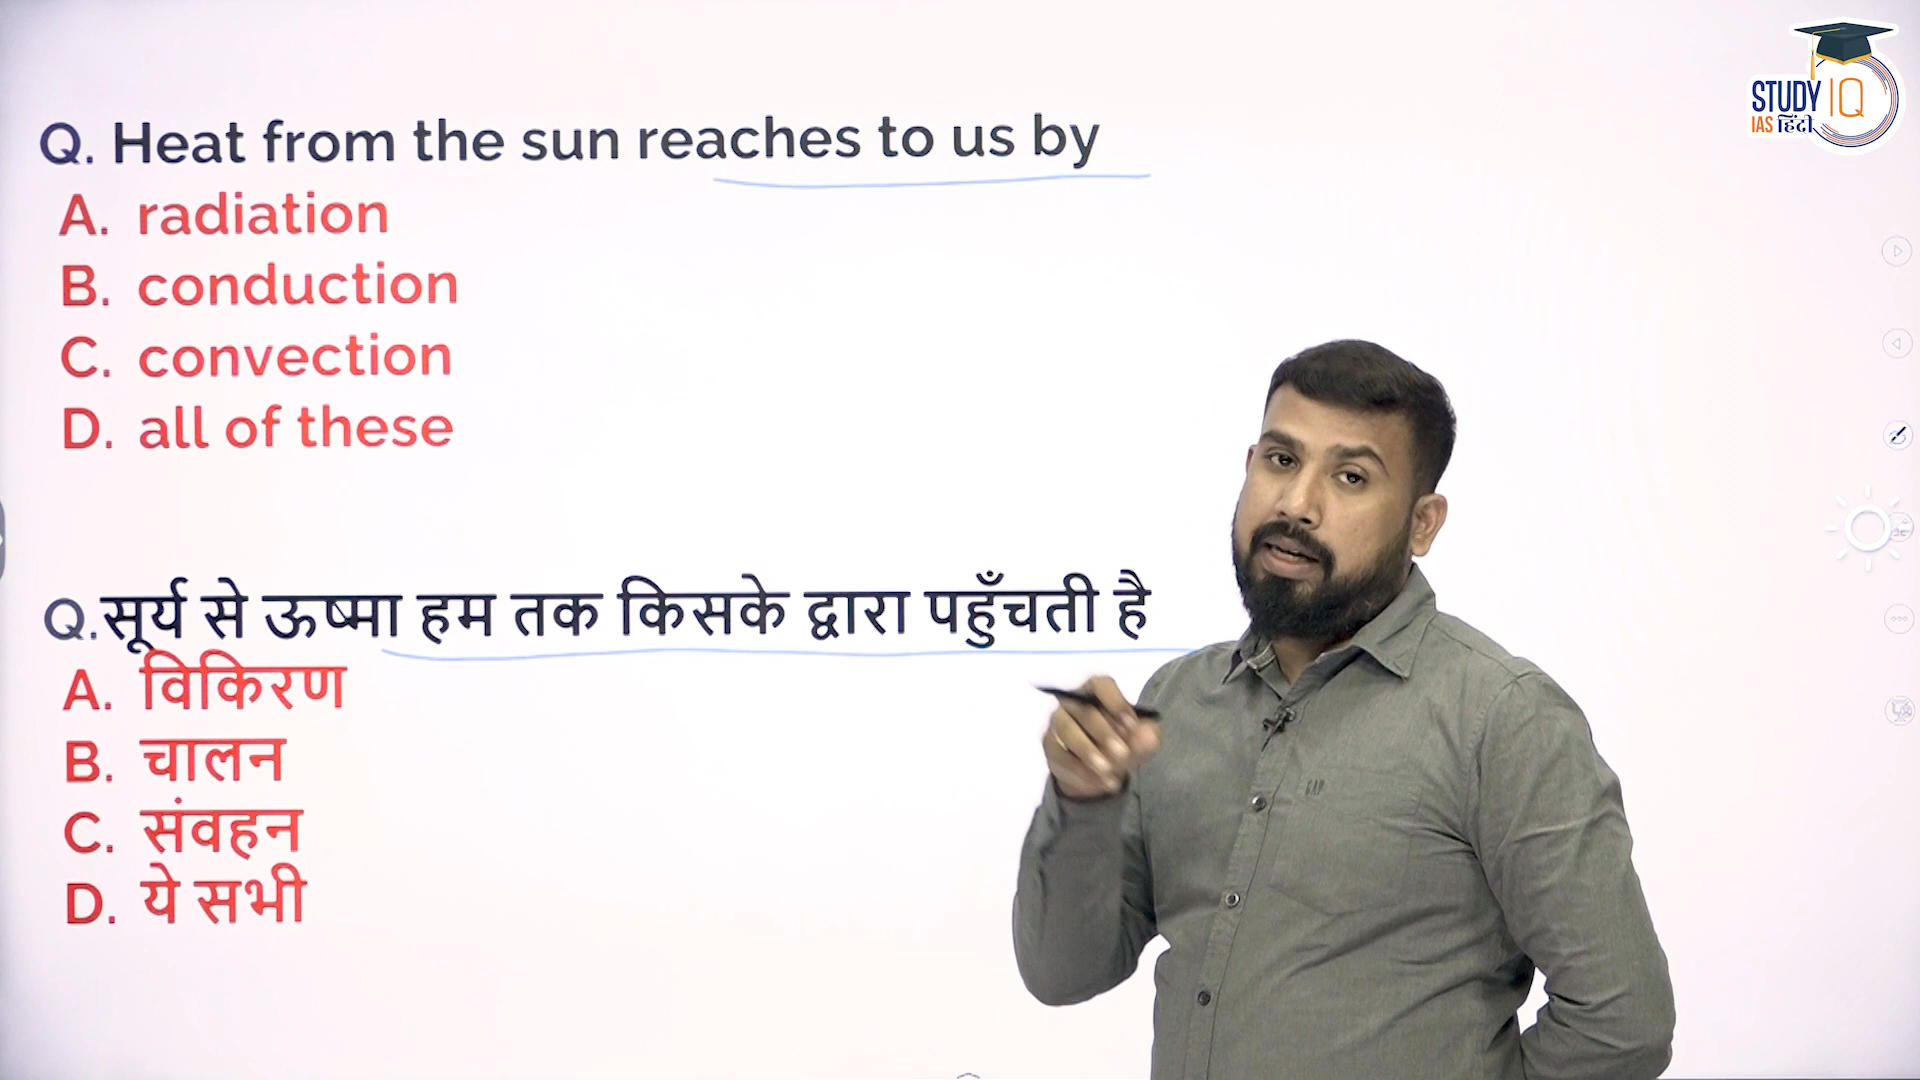 STUDY IQ
IAS हिंदी
Q. Heat from the sun reaches to us by
A. radiation
B. conduction
C. convection
D. all of these
Q.सूर्य से ऊष्मा हम तक किसके द्वारा पहुँचती है
A. विकिरण
B. चालन
C. संवहन
D. ये सभी
GAP